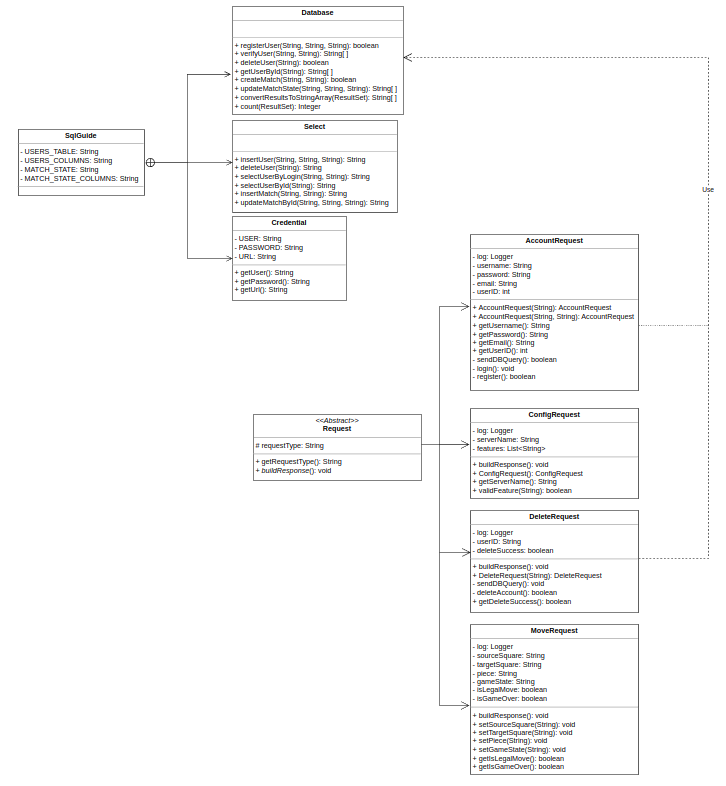 Database
+ registerUser(String, String, String): boolean
+ verifyUser(String, String): String[ ]
+ deleteUser(String): boolean
+ getUserById(String): String[ ]
+ createMatch(String, String): boolean
+ updateMatchState(String, String, String): String[ ]
+ convertResultsToStringArray(ResultSet): String[ ]
+ count(ResultSet): Integer
SqlGuide
- USERS_TABLE: String
- USERS_COLUMNS: String
- MATCH_STATE: String
- MATCH_STATE_COLUMNS: String
Select
+ insertUser(String, String, String): String
+ deleteUser(String): String
+ selectUserByLogin(String, String): String
+ selectUserById(String): String
+ insertMatch(String, String): String
+ updateMatchById(String, String, String): String
Credential
- USER: String
- PASSWORD: String
- URL: String
+ getUser(): String
+ getPassword(): String
+ getUrl(): String
Use
AccountRequest
- log: Logger
- username: String
- password: String
- email: String
- userID: int
+ AccountRequest(String): AccountRequest
+ AccountRequest(String, String): AccountRequest
+ getUsername(): String
+ getPassword(): String
+ getEmail(): String
+ getUserID(): int
- sendDBQuery(): boolean
- login(): void
- register(): boolean
<<Abstract>>
Request
# requestType: String
+ getRequestType(): String
+ buildResponse(): void
ConfigRequest
- log: Logger
- serverName: String
- features: List<String>
+ buildResponse(): void
+ ConfigRequest(): ConfigRequest
+ getServerName(): String
+ validFeature(String): boolean
DeleteRequest
- log: Logger
- userID: String
- deleteSuccess: boolean
+ buildResponse(): void
+ DeleteRequest(String): DeleteRequest
- sendDBQuery(): void
- deleteAccount(): boolean
+ getDeleteSuccess(): boolean
MoveRequest
- log: Logger
- sourceSquare: String
- targetSquare: String
- piece: String
- gameState: String
- isLegalMove: boolean
- isGameOver: boolean
+ buildResponse(): void
+ setSourceSquare(String): void
+ setTargetSquare(String): void
+ setPiece(String): void
+ setGameState(String): void
+ getIsLegalMove(): boolean
+ getIsGameOver(): boolean